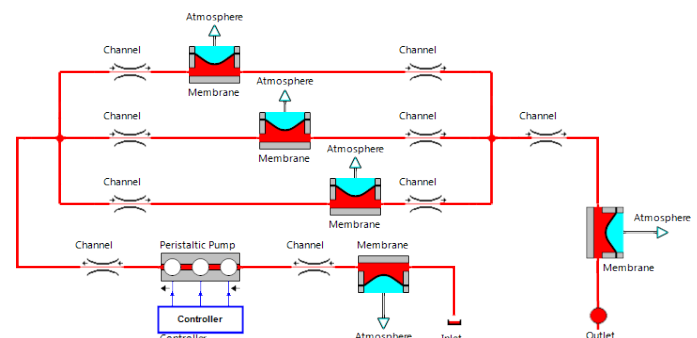 Atmosphere
Channel
Channel
Membrane
Atmosphere
Channel
Channel
Channel
Membrane
Atmosphere
Channel
Channel
Membrane
Atmosphere
Membrane
Channel
Peristaltic Pump
Channel
Membrane
Controller
Controller
Atmosphere
Inlet
Outlet